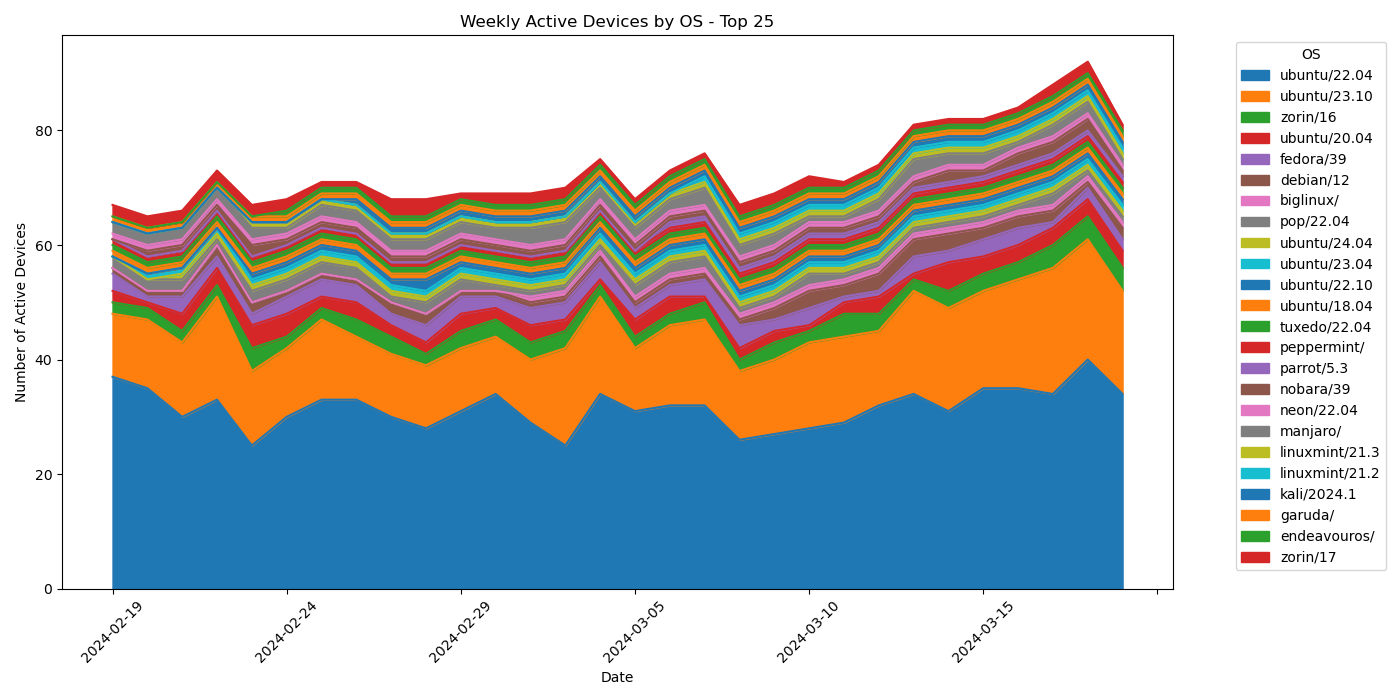 Weekly Active Devices by OS - Top 25
Number of Active Devices
80
60
40
20
0
2024-02-19
2024-02-24
2024-02-29
2024-03-05
2024-03-10
2024-03-15
Date
OS
ubuntu/22.04
ubuntu/23.10
zorin/16
ubuntu/20.04
fedora/39
debian/12
biglinux/
pop/22.04
ubuntu/24.04
ubuntu/23.04
ubuntu/22.10
ubuntu/18.04
tuxedo/22.04
peppermint/
parrot/5.3
nobara/39
neon/22.04
manjaro/
linuxmint/21.3
linuxmint/21.2
kali/2024.1
garuda/
endeavouros/
zorin/17